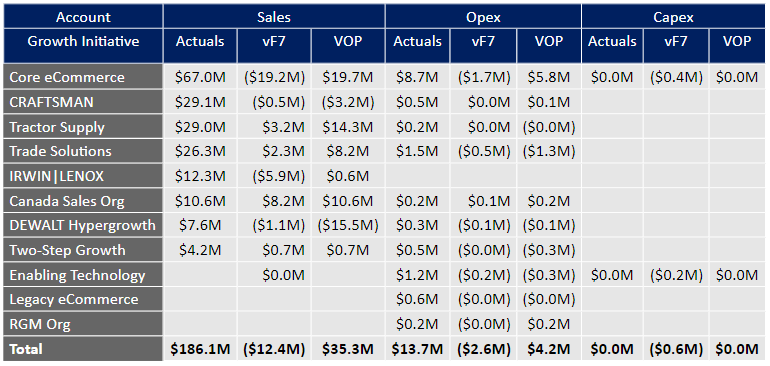 Account Sales Opex Capex
Growth Initiative Actuals vF7 VOP Actuals vF7 VOP Actuals vF7 VOP
Core eCommerce $67.0M ($19.2M) $19.7M $8.7M ($1.7M) $5.8M $0.0M ($0.4M) $0.0M
CRAFTSMAN $29.1M ($0.5M) ($3.2M) $0.5M $0.0M $0.1M
Tractor Supply $29.0M $3.2M $14.3M $0.2M $0.0M ($0.0M)
Trade Solutions $26.3M $2.3M $8.2M $1.5M ($0.5M) ($1.3M)
IRWIN|LENOX $12.3M ($5.9M) $0.6M
Canada Sales Org $10.6M $8.2M $10.6M $0.2M $0.1M $0.2M
DEWALT Hypergrowth $7.6M ($1.1M) ($15.5M) $0.3M ($0.1M) ($0.1M)
Two-Step Growth $4.2M $0.7M $0.7M $0.5M ($0.0M) ($0.3M)
Enabling Technology $0.0M $1.2M ($0.2M) ($0.3M) $0.0M ($0.2M) $0.0M
Legacy eCommerce $0.6M ($0.0M) ($0.0M)
RGM Org $0.2M ($0.0M) $0.2M
Total $186.1M ($12.4M) $35.3M $13.7M ($2.6M) $4.2M $0.0M ($0.6M) $0.0M